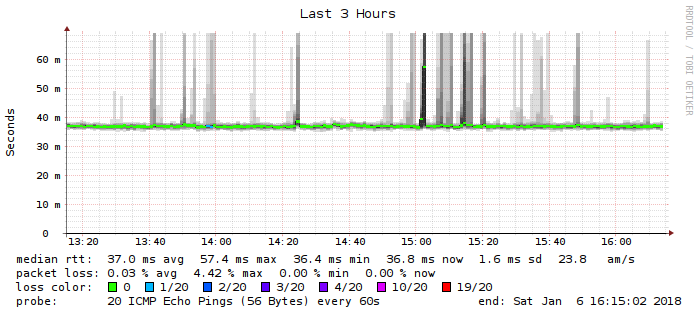 Last 3 Hours
RRDTOOL / TOBI OETIKER
Seconds
60 m
50 m
40 m
30 m
20 m
10 m
0
13:20 13:40 14:00 14:20 14:40 15:00 15:20 15:40 16:00
median rtt: 37.0 ms avg 57.4 ms max 36.4 ms min 36.8 ms now 1.6 ms sd 23.8 am/s
packet loss: 0.03 % avg 4.42 % max 0.00 % min 0.00 % now
loss color: 0 1/20 2/20 3/20 4/20 10/20 19/20
probe: 20 ICMP Echo Pings (56 Bytes) every 60s end: Sat Jan 6 16:15:02 2018